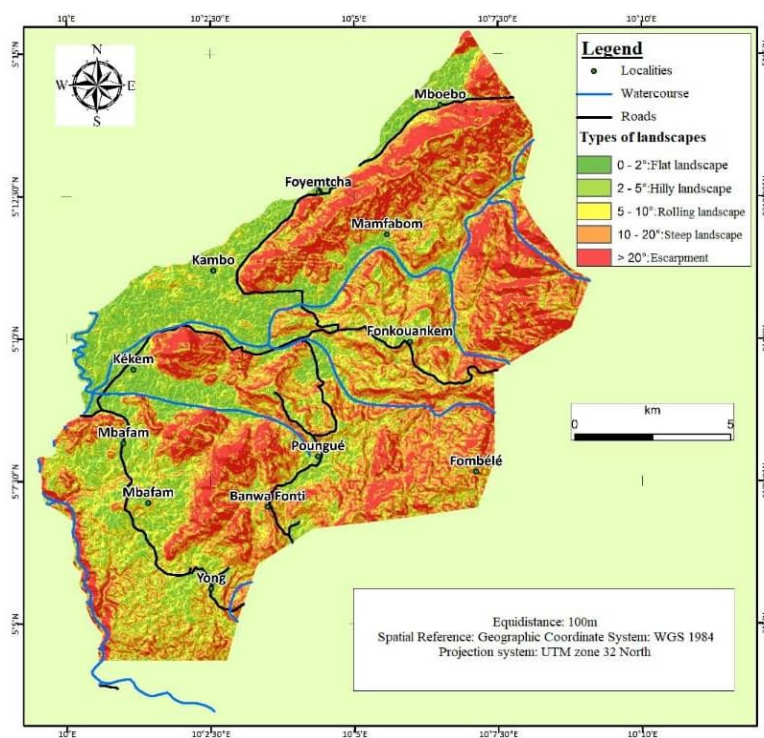 10°E 10°2'30"E 10°5'E 10°7'30"E 10°10'E
5°15'N
N
W E
S
Legend
Localities
Watercourse
Roads
Types of landscapes
0 - 2°:Flat landscape
2 - 5°:Hilly landscape
5 - 10°:Rolling landscape
10 - 20°:Steep landscape
> 20°:Escarpment
Mboebo
Foyemtcha
5°12'30"N
Mamfabom
Kambo
5°10'N
Fonkouankem
Kékem
km
0 5
Mbafam
Poungué
Fombélé
5°7'30"N
Mbafam
Banwa Fonti
Yong
5°5'N
Equidistance: 100m
Spatial Reference: Geographic Coordinate System: WGS 1984
Projection system: UTM zone 32 North
10°E 10°2'30"E 10°5'E 10°7'30"E 10°10'E